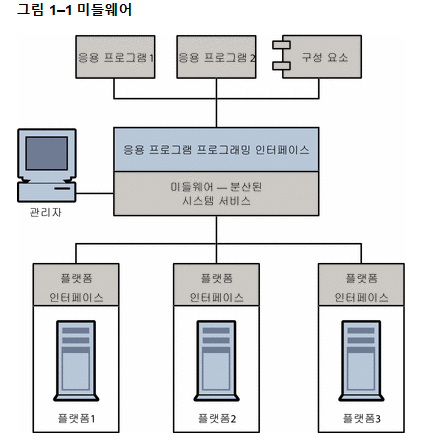 그림 1–1 미들웨어
응용 프로그램1
응용 프로그램 2
구성 요소
응용 프로그램 프로그래밍 인터페이스
미들웨어 — 분산된
시스템 서비스
관리자
플랫폼
인터페이스
플랫폼
인터페이스
플랫폼
인터페이스
플랫폼1
플랫폼2
플랫폼3